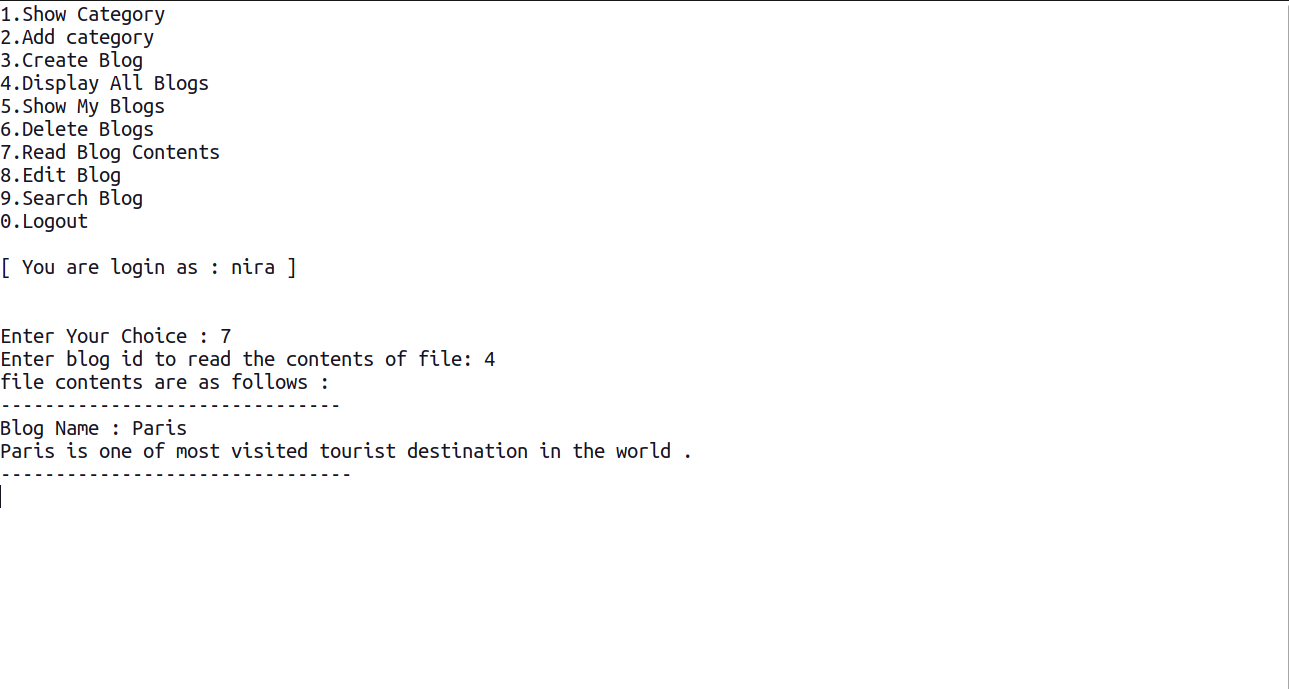 1.Show Category
2.Add category
3.Create Blog
4.Display All Blogs
5.Show My Blogs
6.Delete Blogs
7.Read Blog Contents
8.Edit Blog
9.Search Blog
0.Logout
[ You are login as : nira ]
Enter Your Choice : 7
Enter blog id to read the contents of file: 4
file contents are as follows :
-------------------------------
Blog Name : Paris
Paris is one of most visited tourist destination in the world .
--------------------------------